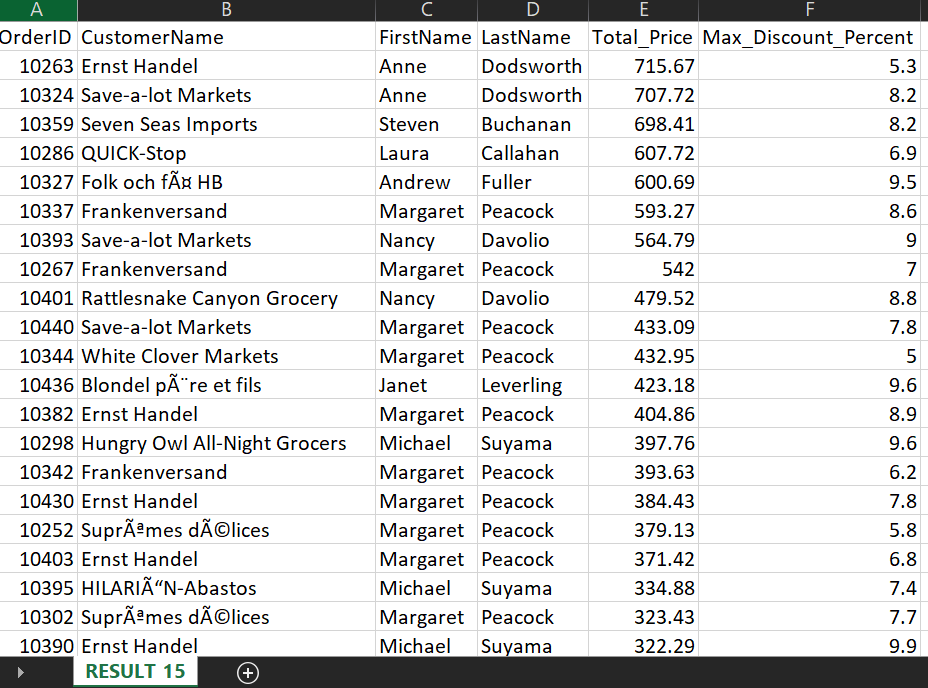 A B C D E F
OrderID CustomerName FirstName LastName Total_Price Max_Discount_Percent
10263 Ernst Handel Anne Dodsworth 715.67 5.3
10324 Save-a-lot Markets Anne Dodsworth 707.72 8.2
10359 Seven Seas Imports Steven Buchanan 698.41 8.2
10286 QUICK-Stop Laura Callahan 607.72 6.9
10327 Folk och fÃ¤ HB Andrew Fuller 600.69 9.5
10337 Frankenversand Margaret Peacock 593.27 8.6
10393 Save-a-lot Markets Nancy Davolio 564.79 9
10267 Frankenversand Margaret Peacock 542 7
10401 Rattlesnake Canyon Grocery Nancy Davolio 479.52 8.8
10440 Save-a-lot Markets Margaret Peacock 433.09 7.8
10344 White Clover Markets Margaret Peacock 432.95 5
10436 Blondel pÃ¨re et fils Janet Leverling 423.18 9.6
10382 Ernst Handel Margaret Peacock 404.86 8.9
10298 Hungry Owl All-Night Grocers Michael Suyama 397.76 9.6
10342 Frankenversand Margaret Peacock 393.63 6.2
10430 Ernst Handel Margaret Peacock 384.43 7.8
10252 SuprÃªmes dÃ©lices Margaret Peacock 379.13 5.8
10403 Ernst Handel Margaret Peacock 371.42 6.8
10395 HILARIÃ“N-Abastos Michael Suyama 334.88 7.4
10302 SuprÃªmes dÃ©lices Margaret Peacock 323.43 7.7
10390 Ernst Handel Michael Suyama 322.29 9.9
RESULT 15